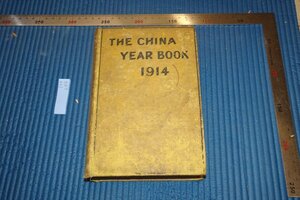 THE CHINA
YEAR BOOK
1914